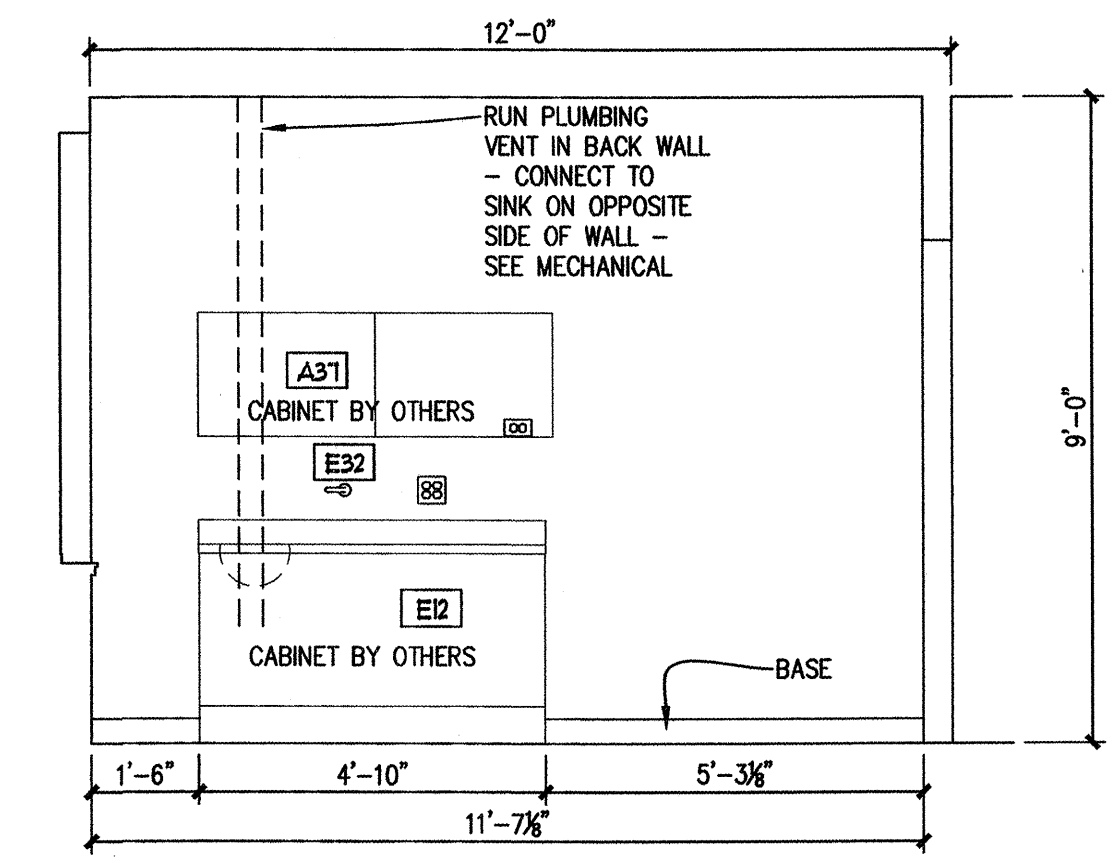 12'-0"
RUN PLUMBING
VENT IN BACK WALL
- CONNECT TO
SINK ON OPPOSITE
SIDE OF WALL -
SEE MECHANICAL
A37
CABINET BY OTHERS
E32
9'-0"
E12
CABINET BY OTHERS
BASE
1'-6"
4'-10"
5'-3⅛"
11'-7⅛"